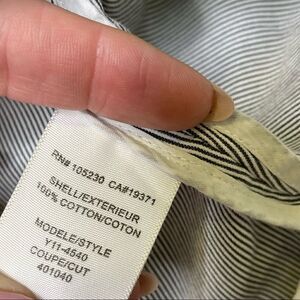 RN# 105230 CA#19371
SHELL/EXTERIEUR
100% COTTON/COTON
MODELE/STYLE
Y11-4540
COUPE/CUT
401040